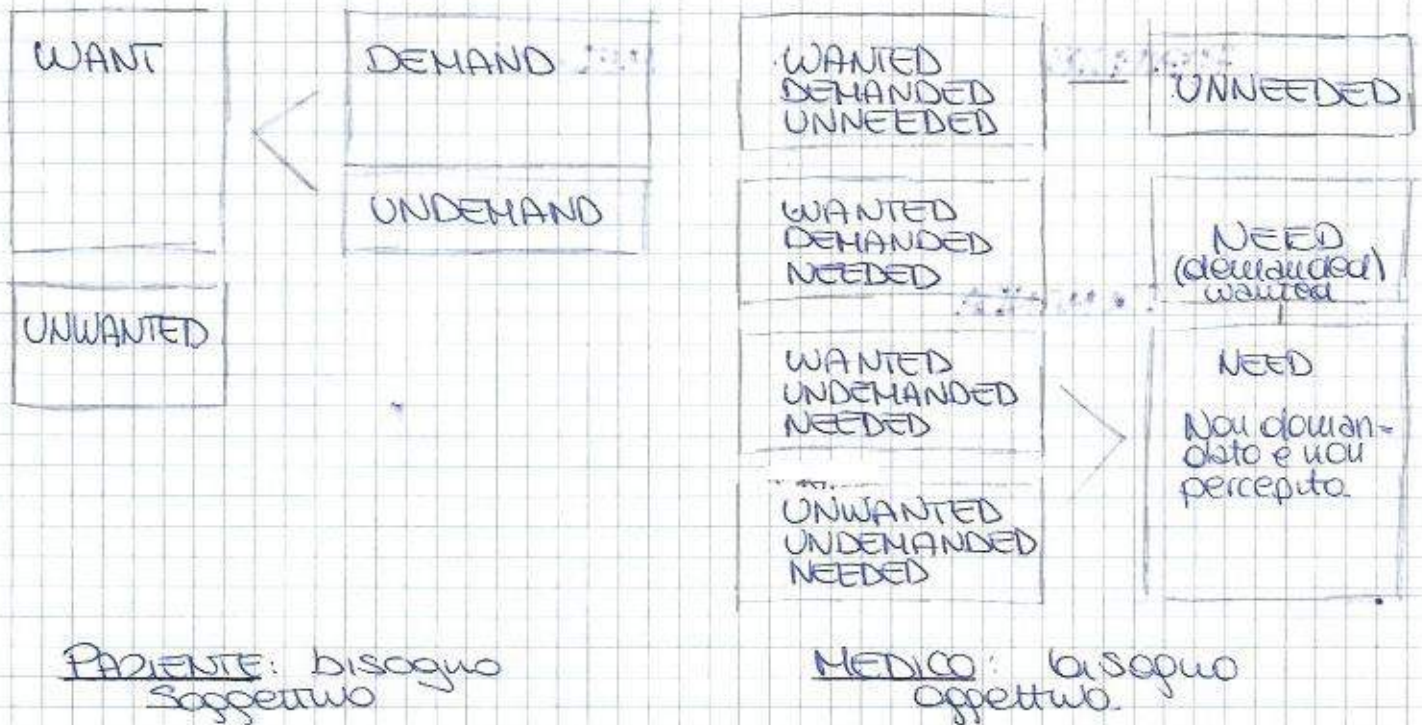 WANT
UNWANTED
DEMAND
UNDEMAND
WANTED
DEMANDED
UNNEEDED
WANTED
DEMANDED
NEEDED
WANTED
UNDEMANDED
NEEDED
UNWANTED
UNDEMANDED
NEEDED
UNNEEDED
NEED
(demanded)
wanted
NEED
Non doman-
dato e non
percepito.
PAZIENTE: bisogno
soggettivo
MEDICO: bisogno
oggettivo.